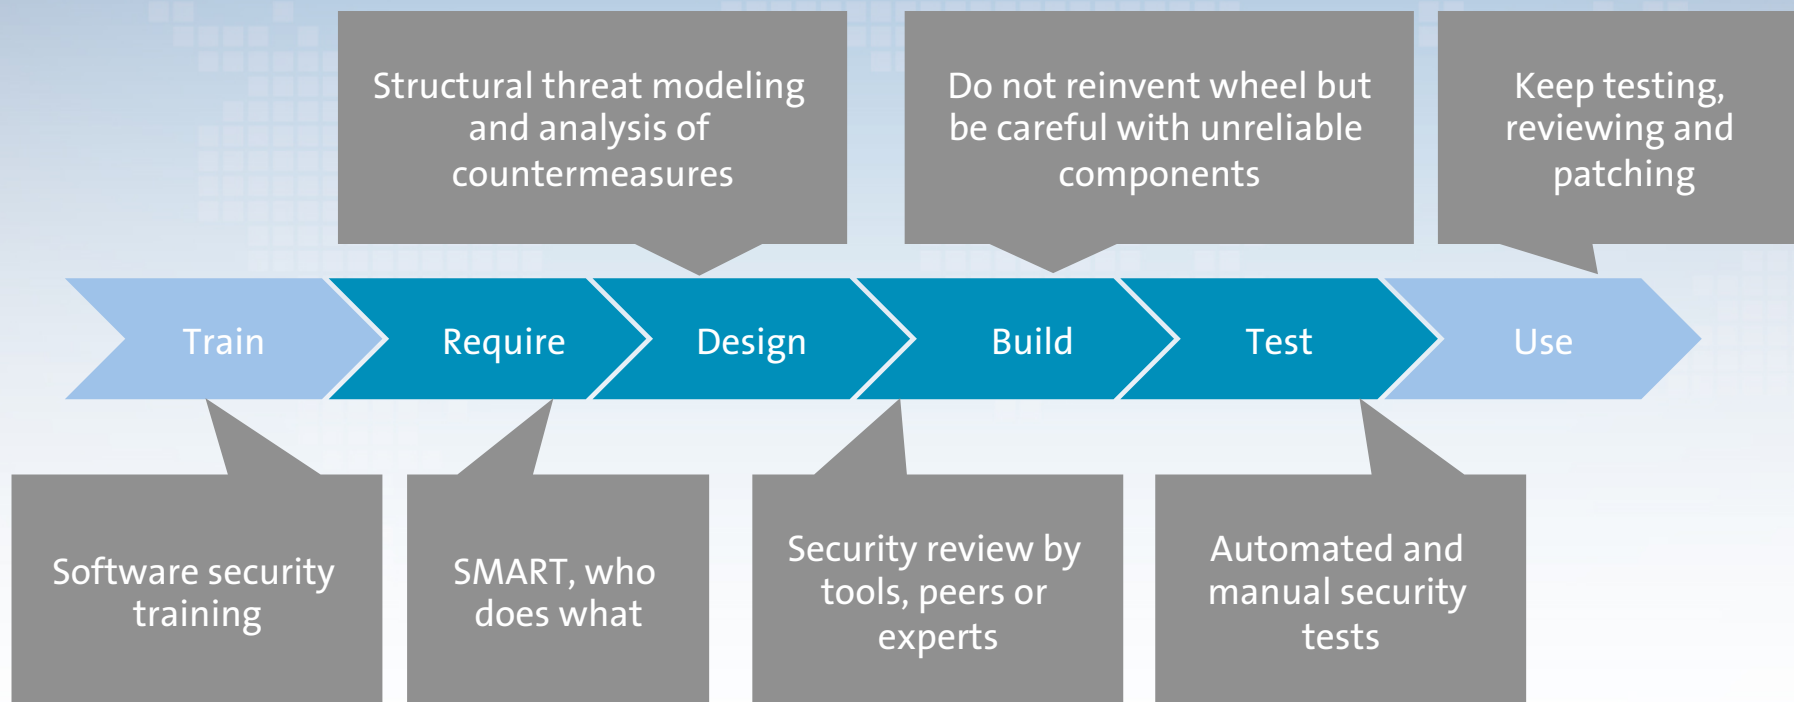 Structural threat modeling
and analysis of
countermeasures
Do not reinvent wheel but
be careful with unreliable
components
Keep testing,
reviewing and
patching
Train
Require
Design
Build
Test
Use
Software security
training
SMART, who
does what
Security review by
tools, peers or
experts
Automated and
manual security
tests